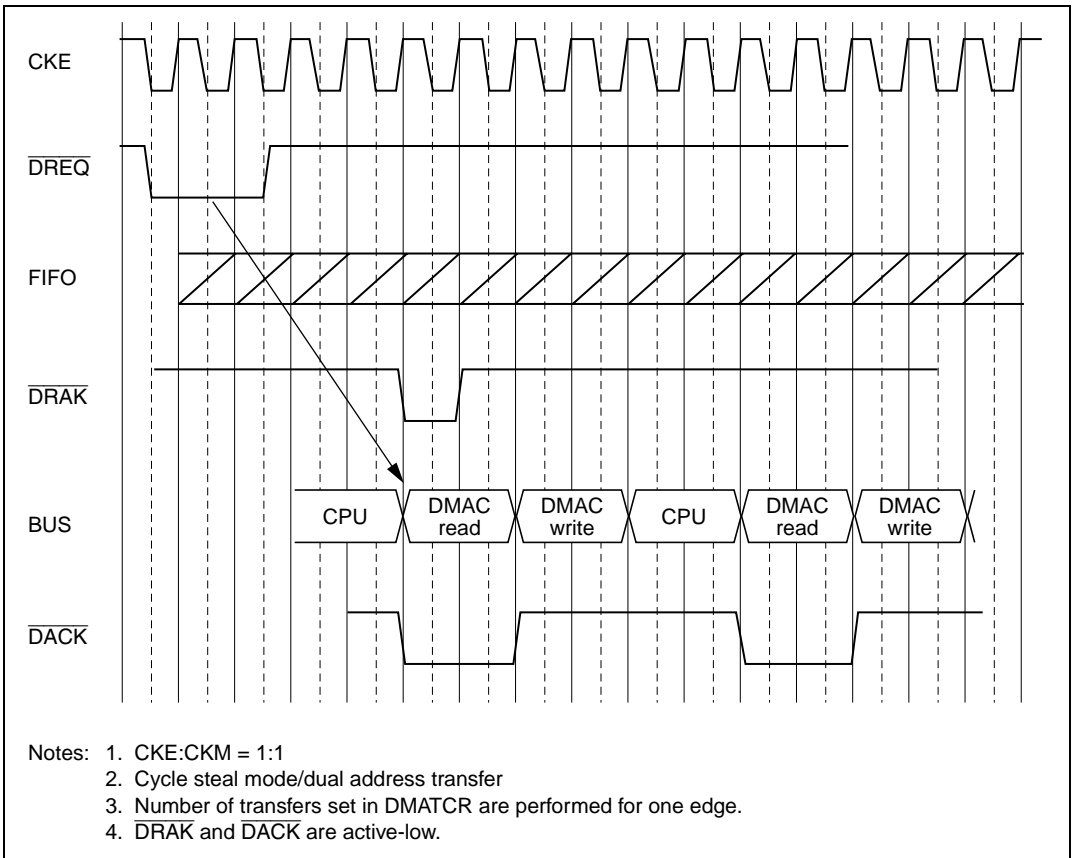 CKE
DREQ
FIFO
DRAK
BUS
CPU
DMAC
read
DMAC
write
CPU
DMAC
read
DMAC
write
DACK
Notes: 1. CKE:CKM = 1:1
2. Cycle steal mode/dual address transfer
3. Number of transfers set in DMATCR are performed for one edge.
4. DRAK and DACK are active-low.